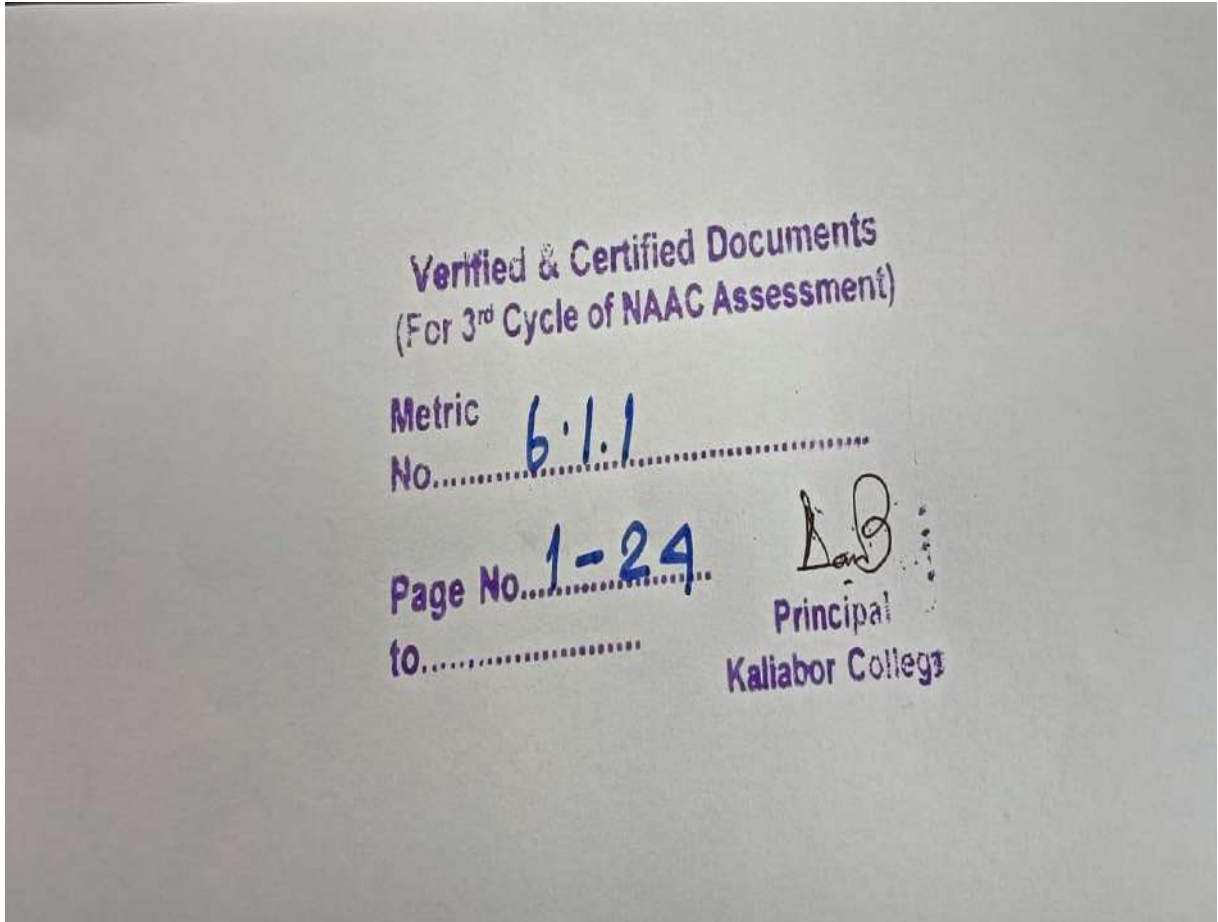 Verified & Certified Documents
(For 3rd Cycle of NAAC Assessment)
Metric
No.......6.1.1..............................
Page No...1-24.........
to..........................
Principal
Kaliabor College